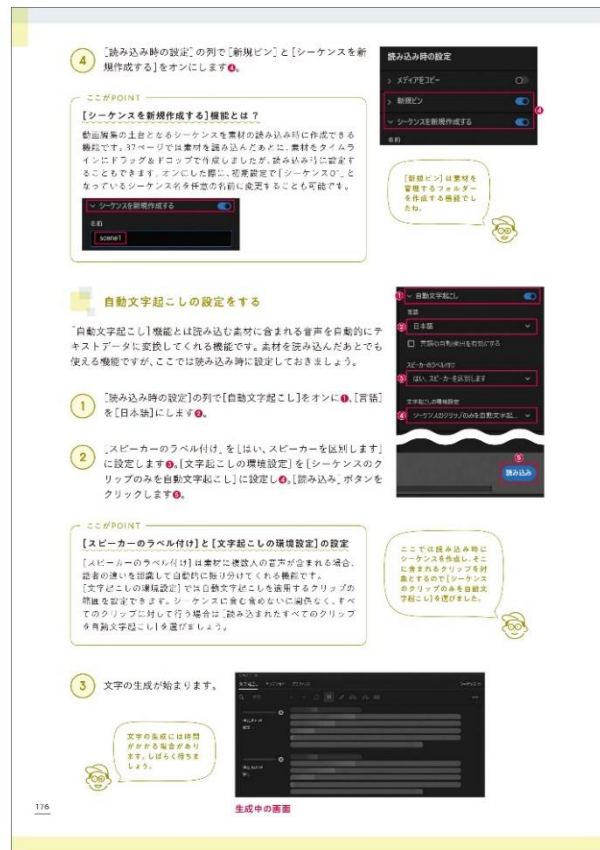 4
[読み込み時の設定]の列で[新規ビン]と[シーケンスを新
規作成する]をオンにします❹。
読み込み時の設定
メディアをコピー
新規ビン
シーケンスを新規作成する
名前
❹
ここがPOINT
[シーケンスを新規作成する]機能とは?
動画編集の土台となるシーケンスを素材の読み込み時に作成できる
機能です。37ページでは素材を読み込んだあとに、素材をタイムラ
インにドラッグ&ドロップで作成しましたが、読み込み時に設定す
ることもできます。オンにした際に、初期設定で[シーケンス01]と
なっているシーケンス名を任意の名前に変更することも可能です。
シーケンスを新規作成する
名前
scene1
[新規ビン]は素材を
管理するフォルダー
を作成する機能でし
たね。
自動文字起こしの設定をする
[自動文字起こし]機能とは読み込む素材に含まれる音声を自動的にテ
キストデータに変換してくれる機能です。素材を読み込んだあとでも
使える機能ですが、ここでは読み込み時に設定しておきましょう。
1
[読み込み時の設定]の列で[自動文字起こし]をオンに❶、[言語]
を[日本語]にします❷。
2
[スピーカーのラベル付け]を[はい、スピーカーを区別します]
に設定します❸。[文字起こしの環境設定]を[シーケンスのク
リップのみを自動文字起こし]に設定し❹、[読み込み]ボタンを
クリックします❺。
❶ 自動文字起こし
言語
❷ 日本語
言語の自動検出を有効にする
スピーカーのラベル付け
❸ はい、スピーカーを区別します
文字起こしの環境設定
❹ シーケンスのクリップのみを自動文字起...
❺
読み込み
ここがPOINT
[スピーカーのラベル付け]と[文字起こしの環境設定]の設定
[スピーカーのラベル付け]は素材に複数人の音声が含まれる場合、
話者の違いを認識して自動的に振り分けてくれる機能です。
[文字起こしの環境設定]では自動文字起こしを適用するクリップの
範囲を設定できます。シーケンスに含む含めないに関係なく、すべ
てのクリップに対して行う場合は[読み込まれたすべてのクリップ
を自動文字起こし]を選びましょう。
ここでは読み込み時に
シーケンスを作成し、そこ
に含まれるクリップを対
象とするので[シーケンス
のクリップのみを自動文
字起こし]を選びました。
3
文字の生成が始まります。
文字の生成には時間
がかかる場合があり
ます。しばらく待ちま
しょう。
文字起こし
生成中の画面
176